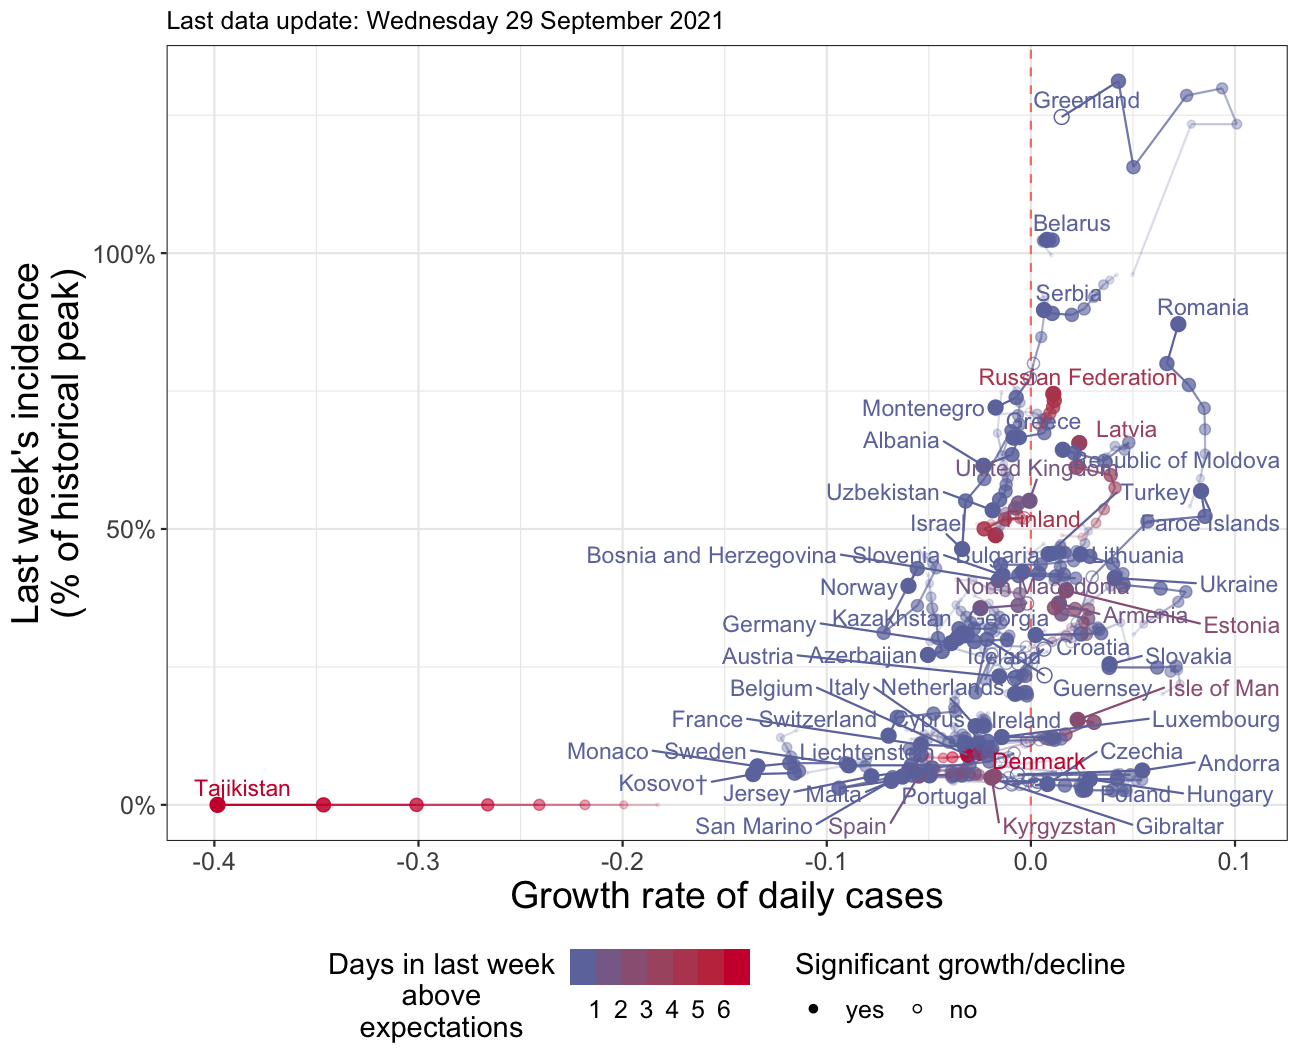 Last data update: Wednesday 29 September 2021
Last week's incidence
(% of historical peak)
100%
50%
0%
Greenland
Belarus
Serbia
Romania
Russian Federation
Montenegro
Greece
Latvia
Albania
United Kingdom
Republic of Moldova
Uzbekistan
Turkey
Israel
Finland
Faroe Islands
Bosnia and Herzegovina
Slovenia
Bulgaria
Lithuania
Norway
North Macedonia
Ukraine
Germany
Kazakhstan
Georgia
Armenia
Estonia
Austria
Azerbaijan
Iceland
Croatia
Slovakia
Belgium
Italy
Netherlands
Guernsey
Isle of Man
France
Switzerland
Cyprus
Ireland
Luxembourg
Monaco
Sweden
Liechtenstein
Denmark
Czechia
Andorra
Tajikistan
Kosovo†
Jersey
Malta
Portugal
Poland
Hungary
San Marino
Spain
Kyrgyzstan
Gibraltar
-0.4 -0.3 -0.2 -0.1 0.0 0.1
Growth rate of daily cases
Days in last week
above
expectations
1 2 3 4 5 6
Significant growth/decline
yes no